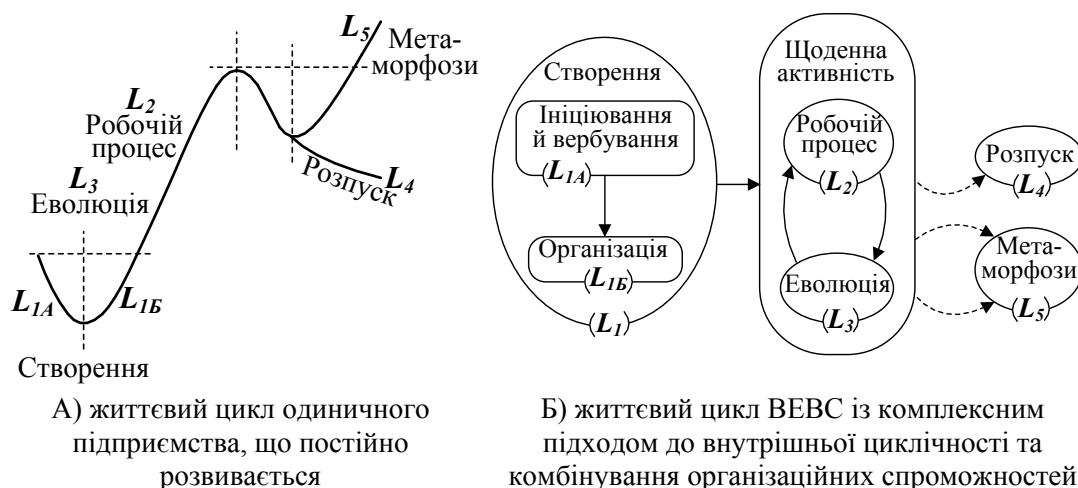 L5
Мета-
морфози
L2
Робочій
процес
L3
Еволюція
Розпуск
L4
L1А
L1Б
Створення
А) життєвий цикл одиничного
підприємства, що постійно
розвивається
Створення
Ініціювання
й вербування
(L1А)
Організація
(L1Б)
(L1)
Щоденна
активність
Робочій
процес
(L2)
Еволюція
(L3)
Розпуск
(L4)
Мета-
морфози
(L5)
Б) життєвий цикл ВЕВС із комплексним
підходом до внутрішньої циклічності та
комбінування організаційних спроможностей